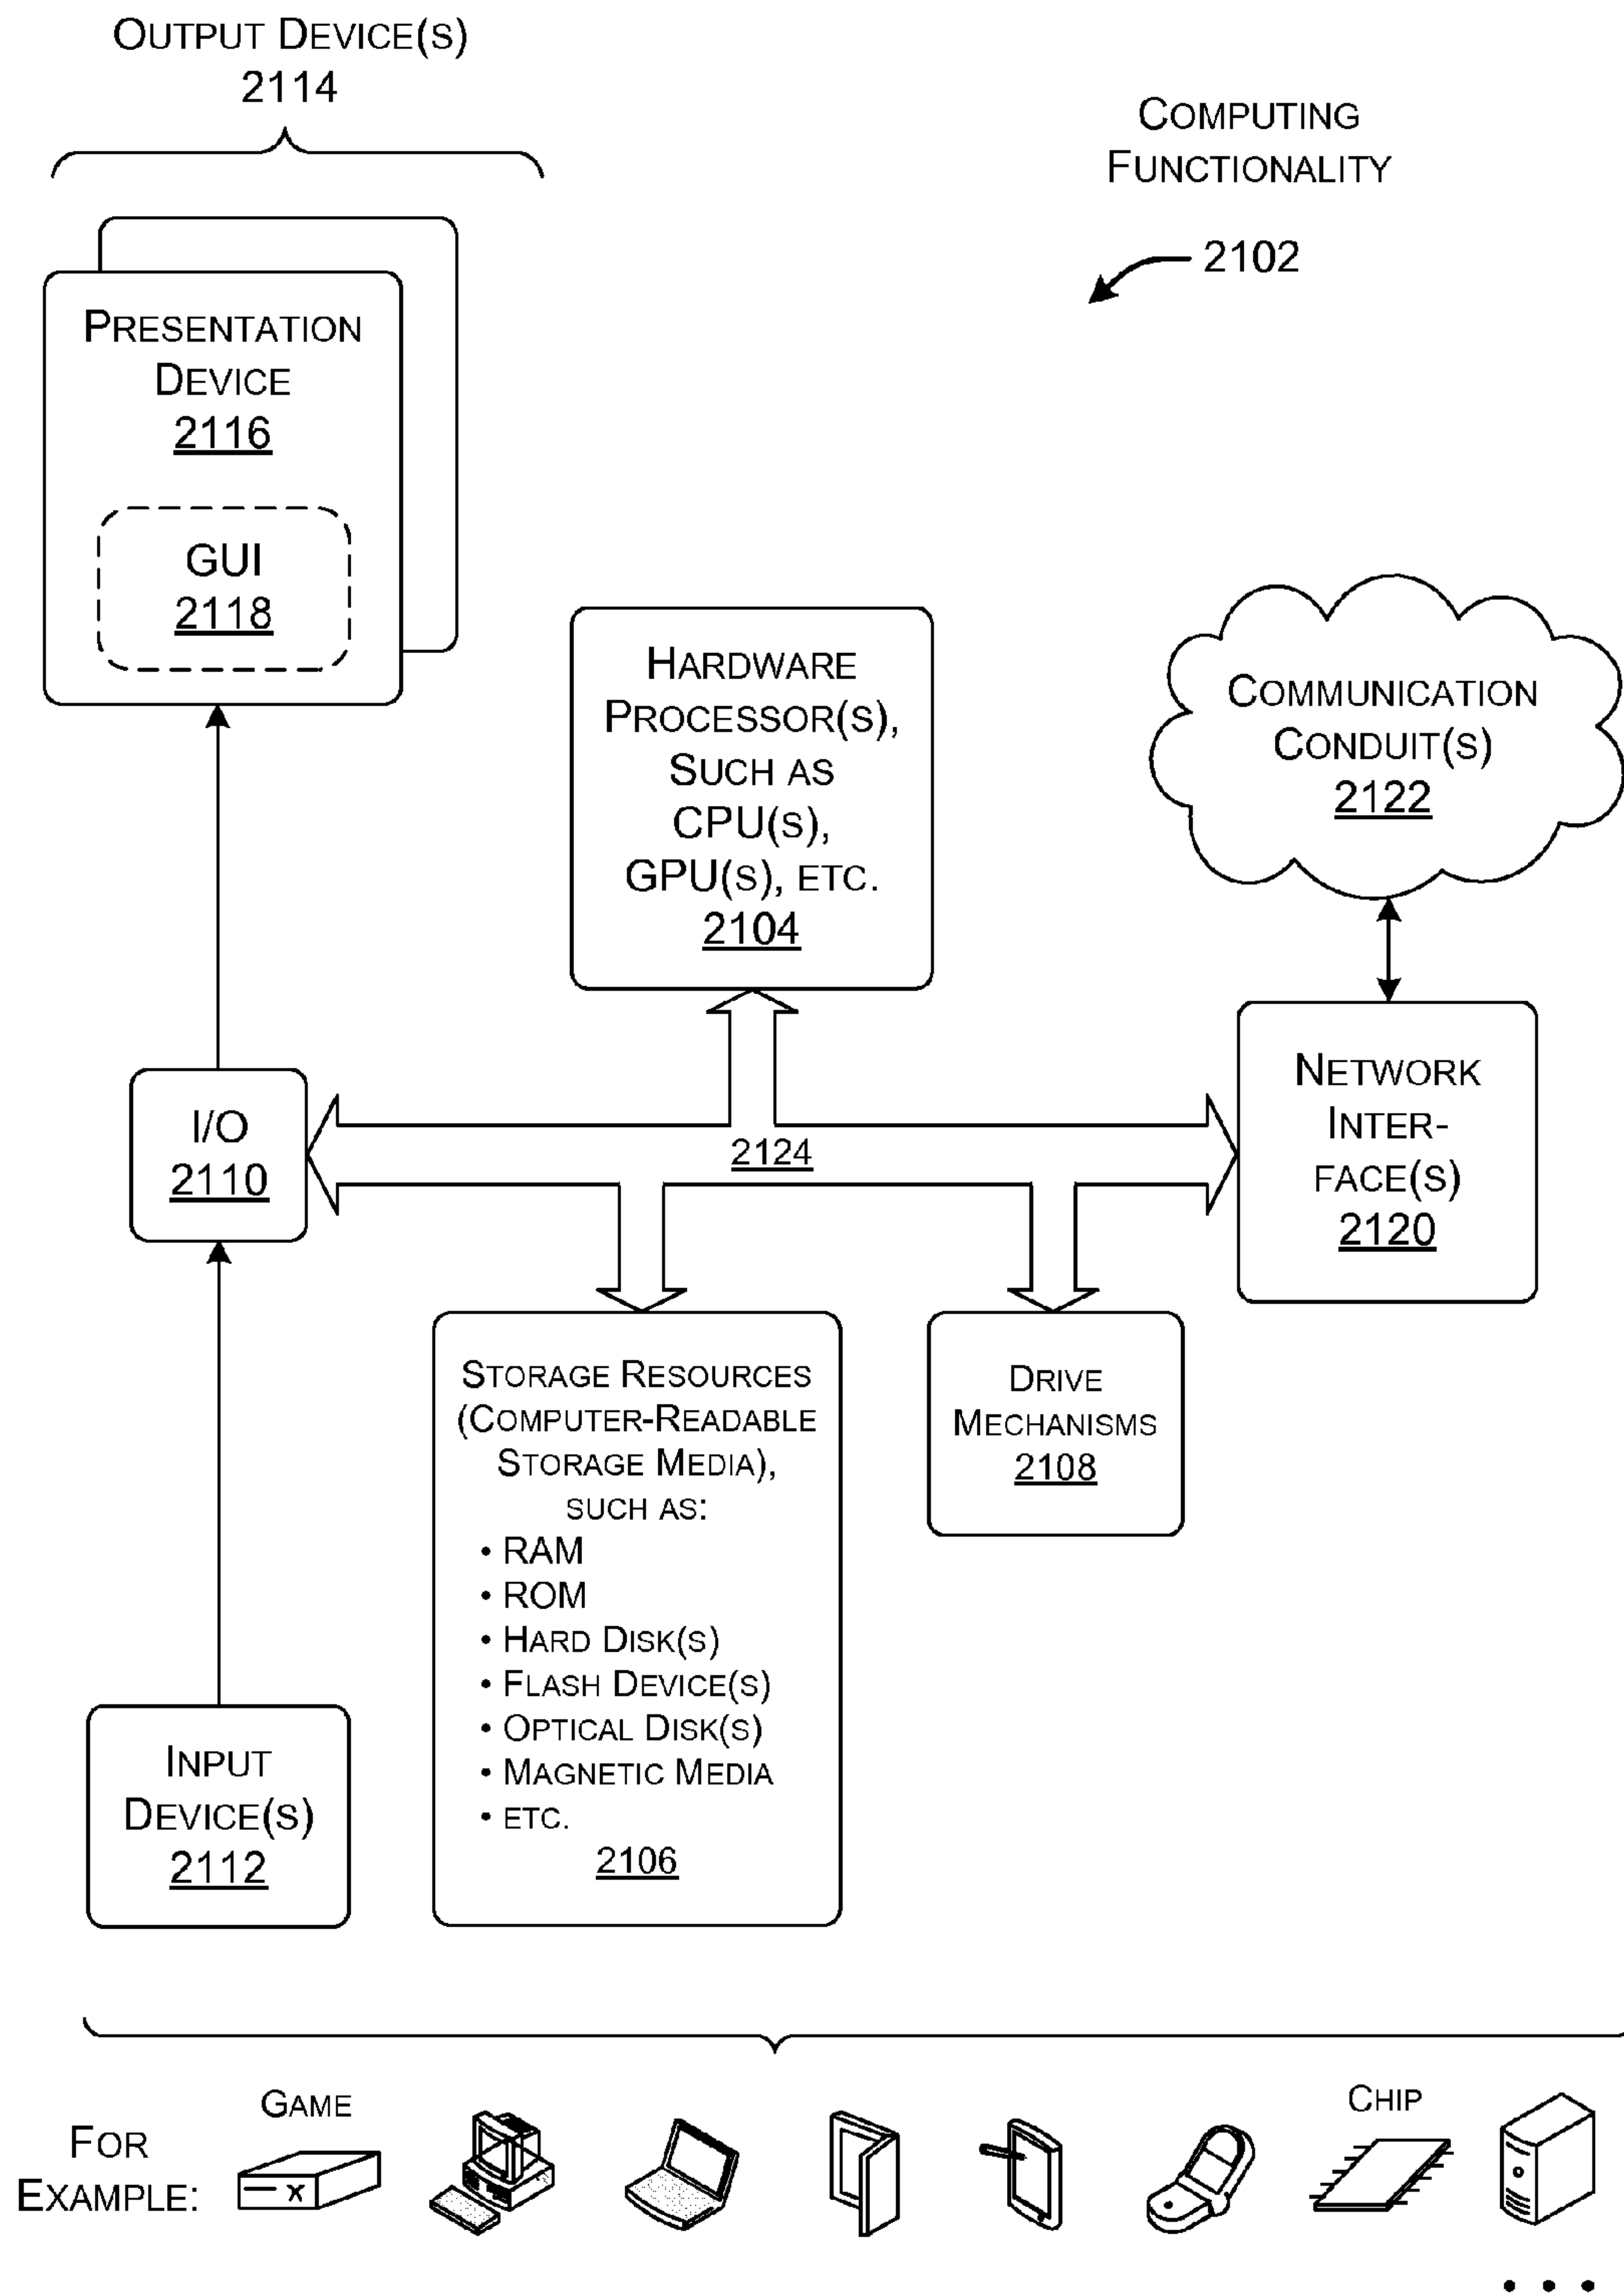 OUTPUT DEVICE(S)
2114
COMPUTING
FUNCTIONALITY
2102
PRESENTATION
DEVICE
2116
GUI
2118
HARDWARE
PROCESSOR(S),
SUCH AS
CPU(S),
GPU(S), ETC.
2104
COMMUNICATION
CONDUIT(S)
2122
I/O
2110
2124
NETWORK
INTER-
FACE(S)
2120
STORAGE RESOURCES
(COMPUTER-READABLE
STORAGE MEDIA),
SUCH AS:
• RAM
• ROM
• HARD DISK(S)
• FLASH DEVICE(S)
• OPTICAL DISK(S)
• MAGNETIC MEDIA
• ETC.
2106
DRIVE
MECHANISMS
2108
INPUT
DEVICE(S)
2112
FOR
EXAMPLE:
GAME
X
CHIP
• • •